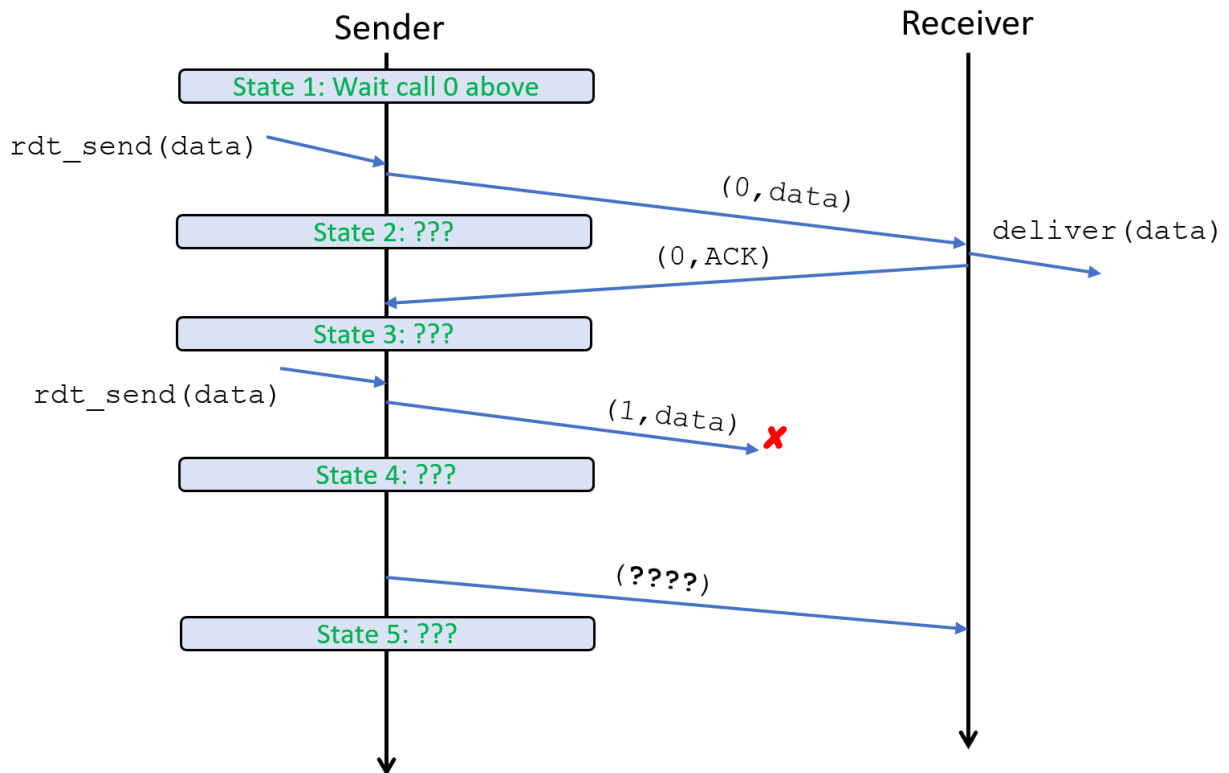 Sender
Receiver
State 1: Wait call 0 above
rdt_send(data)
(0,data)
State 2: ???
deliver(data)
(0,ACK)
State 3: ???
rdt_send(data)
(1,data)
✘
State 4: ???
(????)
State 5: ???